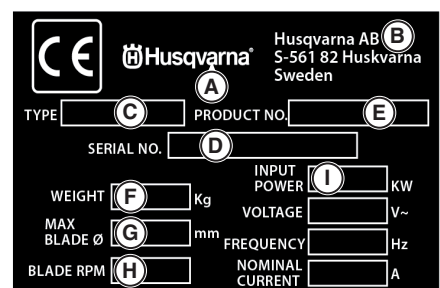 CE
Husqvarna
Husqvarna AB B
S-561 82 Huskvarna
Sweden
A
TYPE C PRODUCT NO. E
SERIAL NO. D
WEIGHT F Kg
INPUT POWER I KW
MAX BLADE Ø G mm
VOLTAGE V~
FREQUENCY Hz
BLADE RPM H
NOMINAL CURRENT A